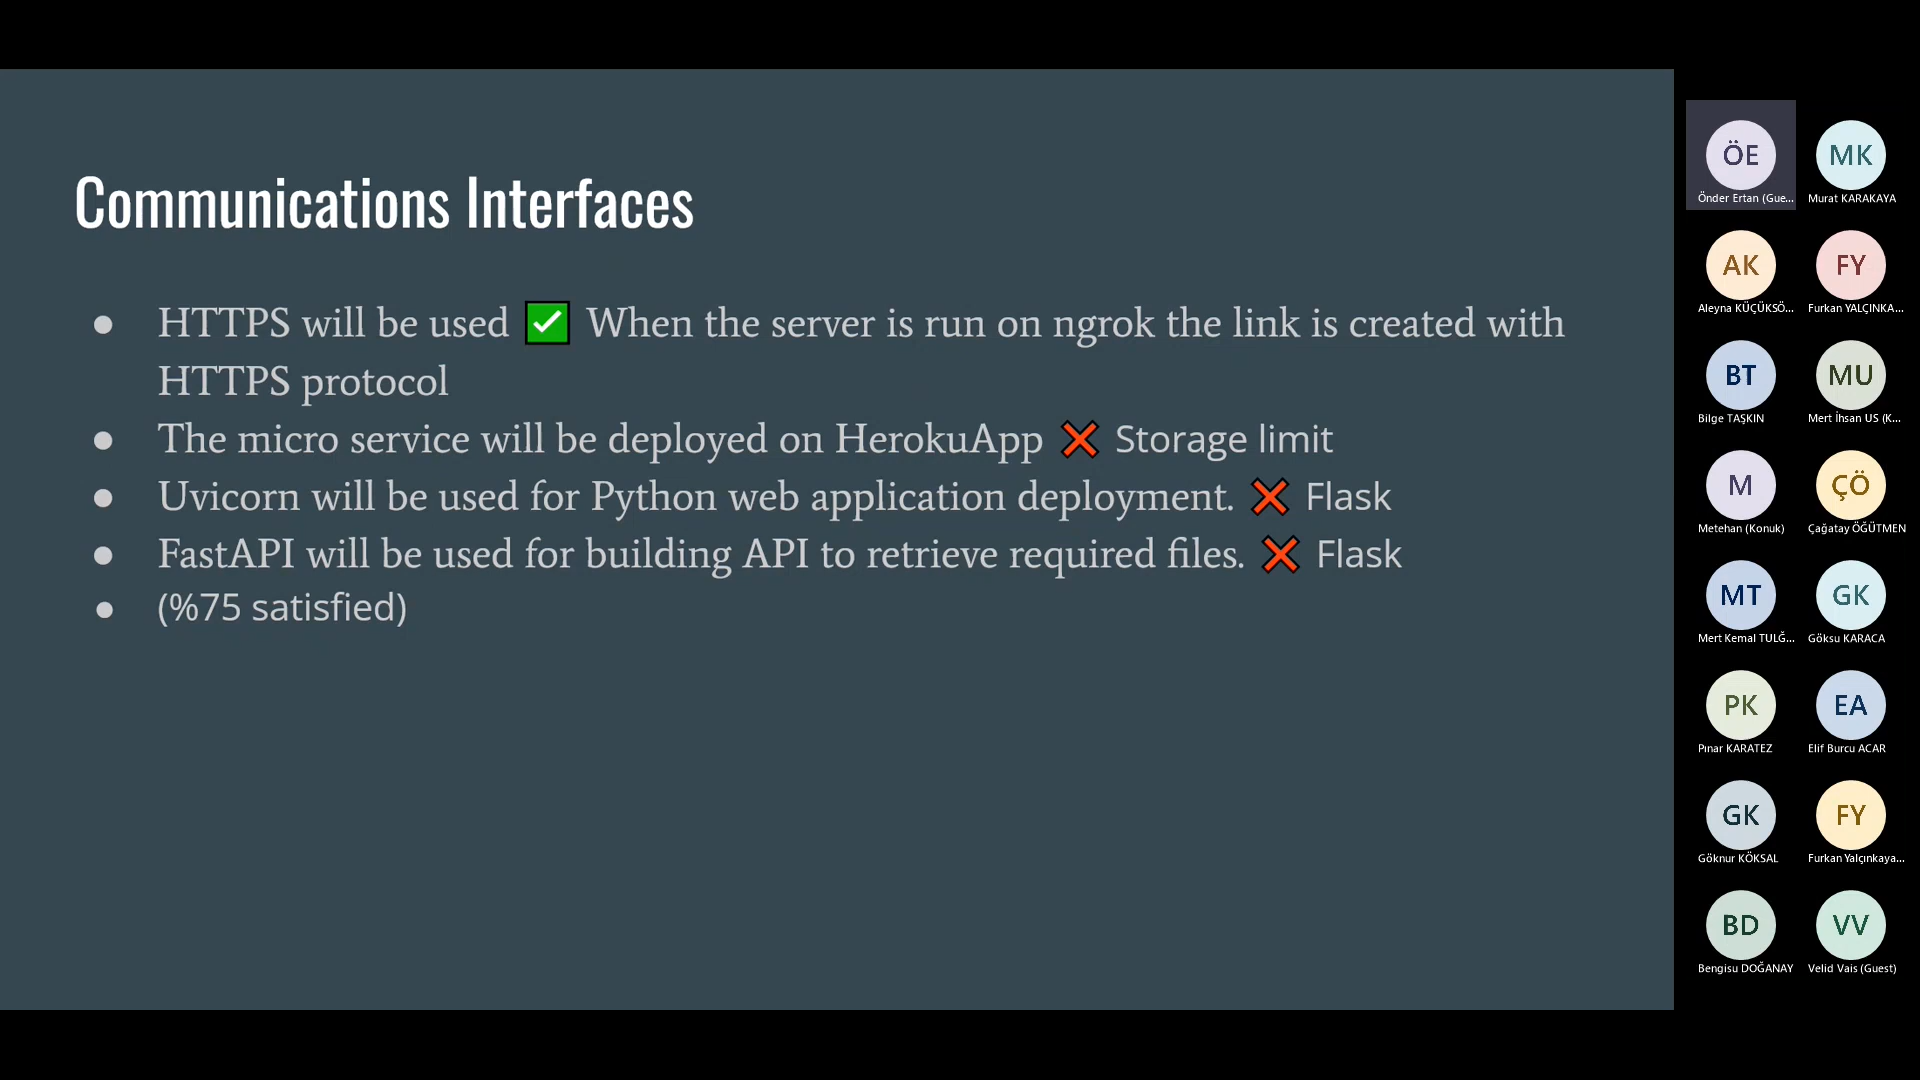 Communications Interfaces
● HTTPS will be used ✅ When the server is run on ngrok the link is created with
HTTPS protocol
● The micro service will be deployed on HerokuApp ❌ Storage limit
● Uvicorn will be used for Python web application deployment. ❌ Flask
● FastAPI will be used for building API to retrieve required files. ❌ Flask
● (%75 satisfied)
ÖE
Önder Ertan (Gue...
MK
Murat KARAKAYA
AK
Aleyna KÜÇÜKSÖ...
FY
Furkan YALÇINKA...
BT
Bilge TAŞKIN
MU
Mert İhsan US (K...
M
Metehan (Konuk)
ÇÖ
Çağatay ÖĞÜTMEN
MT
Mert Kemal TULĞ...
GK
Göksu KARACA
PK
Pınar KARATEZ
EA
Elif Burcu ACAR
GK
Göknur KÖKSAL
FY
Furkan Yalçınkaya...
BD
Bengisu DOĞANAY
VV
Velid Vais (Guest)